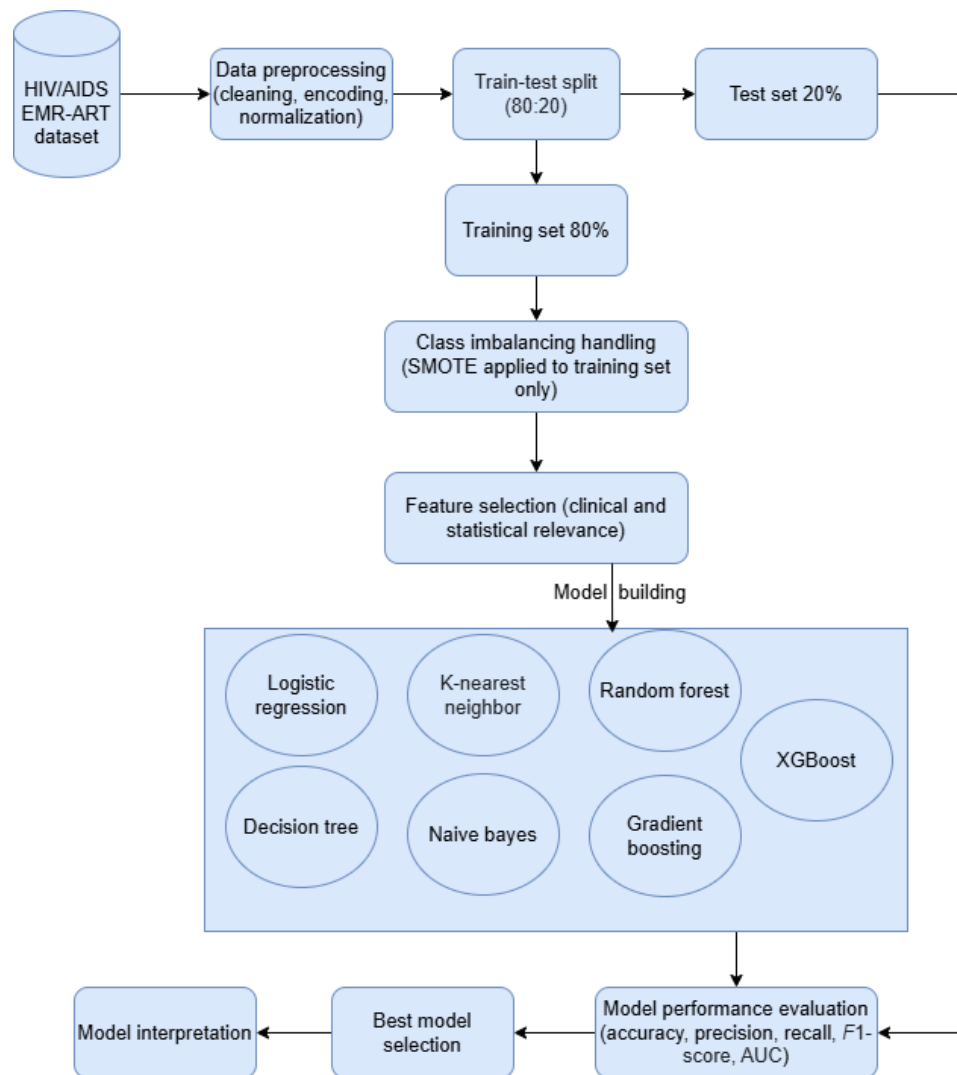 HIV/AIDS
EMR-ART
dataset
Data preprocessing
(cleaning, encoding,
normalization)
Train-test split
(80:20)
Test set 20%
Training set 80%
Class imbalancing handling
(SMOTE applied to training set
only)
Feature selection (clinical and
statistical relevance)
Model building
Logistic
regression
K-nearest
neighbor
Random forest
XGBoost
Decision tree
Naive bayes
Gradient
boosting
Model interpretation
Best model
selection
Model performance evaluation
(accuracy, precision, recall, F1-
score, AUC)